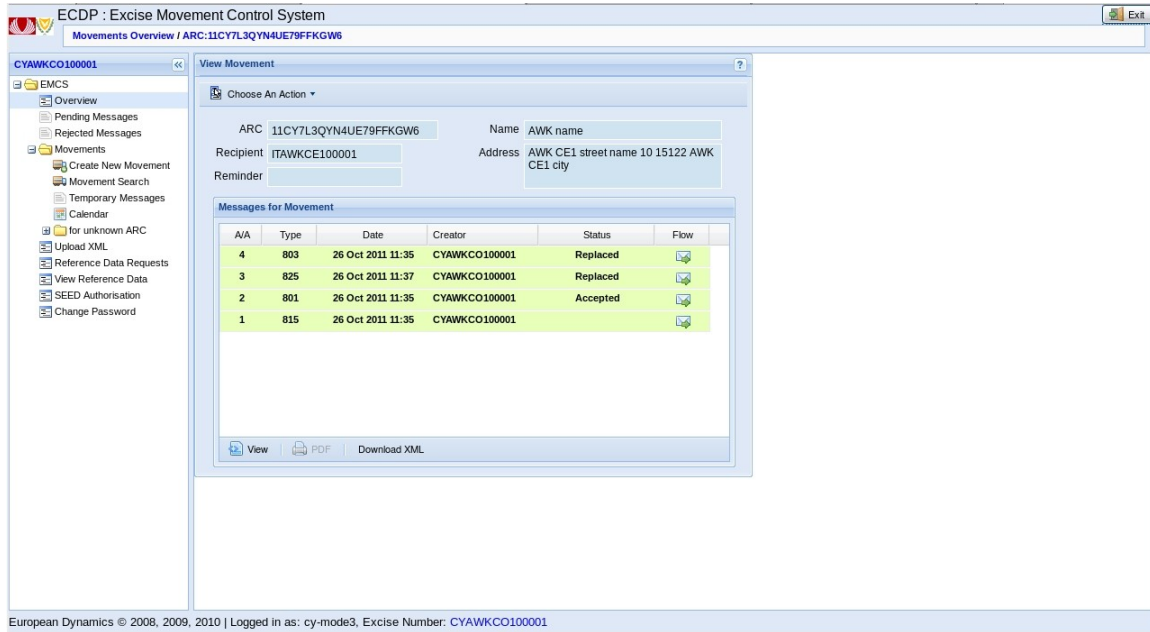 ECDP : Excise Movement Control System
Exit
Movements Overview / ARC:11CY7L3QYN4UE79FFKGW6
CYAWKCO100001
EMCS
Overview
Pending Messages
Rejected Messages
Movements
Create New Movement
Movement Search
Temporary Messages
Calendar
for unknown ARC
Upload XML
Reference Data Requests
View Reference Data
SEED Authorisation
Change Password
View Movement ?
Choose An Action
ARC 11CY7L3QYN4UE79FFKGW6 Name AWK name
Recipient ITAWKCE100001 Address AWK CE1 street name 10 15122 AWK
CE1 city
Reminder
Messages for Movement
A/A Type Date Creator Status Flow
4 803 26 Oct 2011 11:35 CYAWKCO100001 Replaced
3 825 26 Oct 2011 11:37 CYAWKCO100001 Replaced
2 801 26 Oct 2011 11:35 CYAWKCO100001 Accepted
1 815 26 Oct 2011 11:35 CYAWKCO100001
View PDF Download XML
European Dynamics © 2008, 2009, 2010 | Logged in as: cy-mode3, Excise Number: CYAWKCO100001